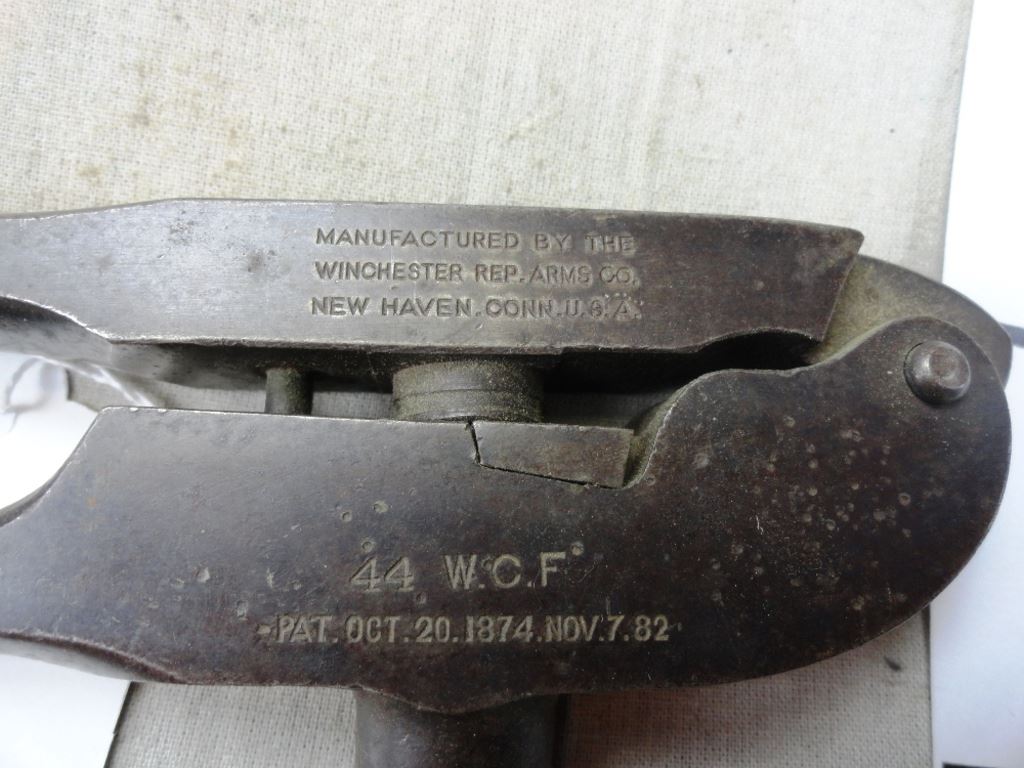 MANUFACTURED BY THE
WINCHESTER REP. ARMS CO.
NEW HAVEN. CONN. U.S.A.
44 W.C.F
PAT. OCT. 20. 1874. NOV. 7. 82